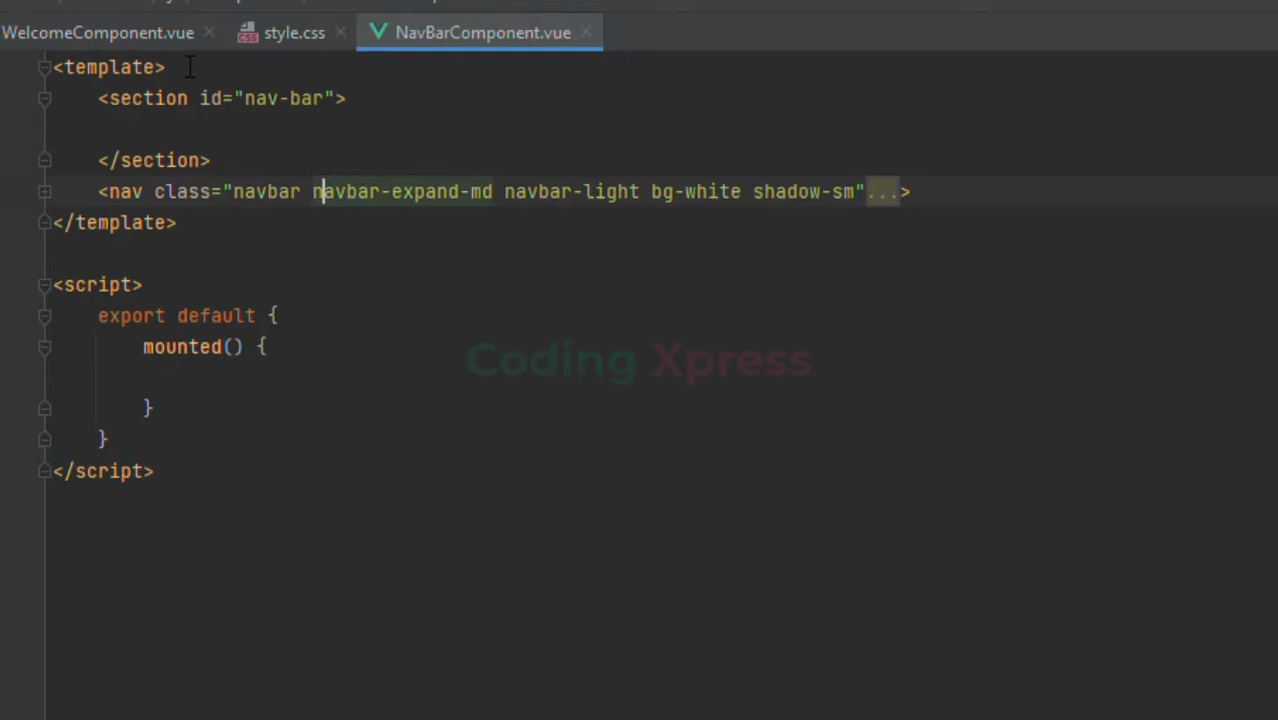 WelcomeComponent.vue style.css NavBarComponent.vue
<template>
<section id="nav-bar">
</section>
<nav class="navbar navbar-expand-md navbar-light bg-white shadow-sm"...>
</template>
<script>
export default {
mounted() {
}
}
</script>
Coding Xpress